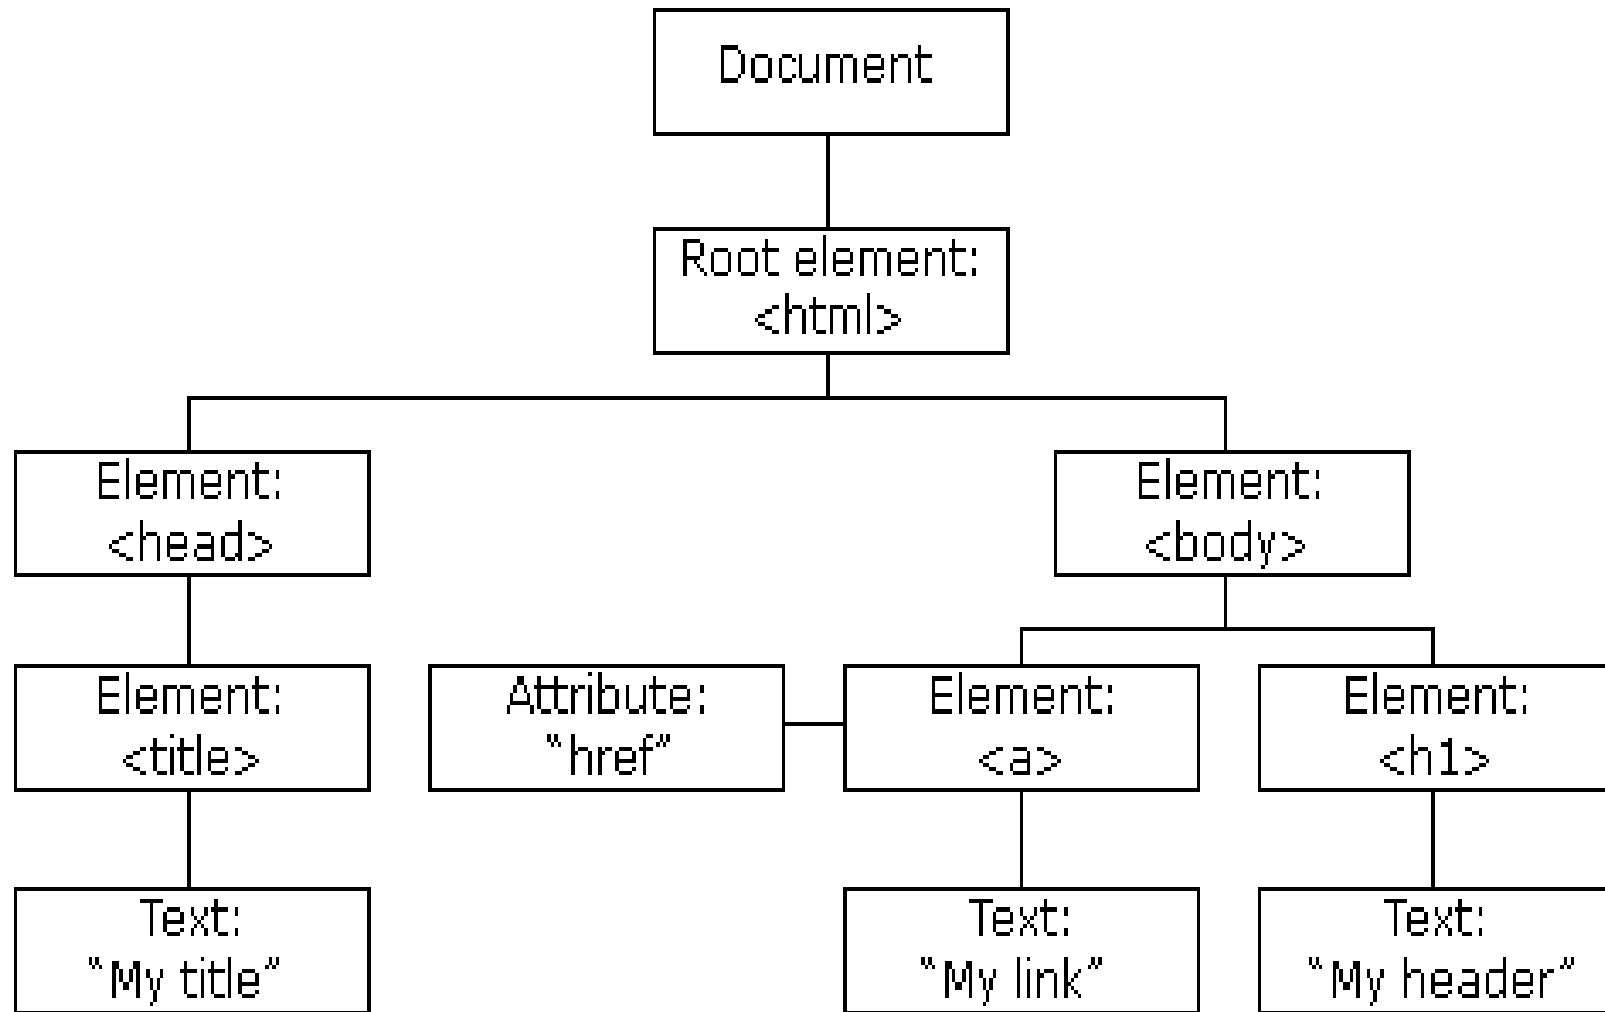 Document
Root element:
<html>
Element:
<head>
Element:
<body>
Element:
<title>
Attribute:
“href”
Element:
<a>
Element:
<h1>
Text:
“My title”
Text:
“My link”
Text:
“My header”